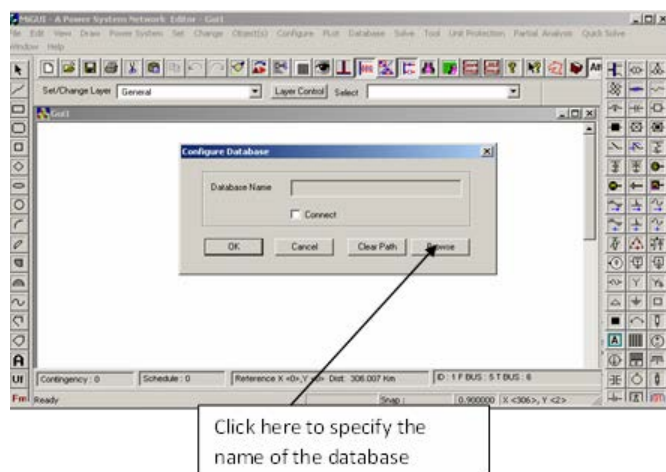 MiGUI - A Power System Network Editor - Gui1
File Edit View Draw Power System Set Change Object(s) Configure Plot Database Solve Tool Unit Protection Partial Analysis Quick Solve
Window Help
Set/Change Layer General Layer Control Select
Gui1
Configure Database
Database Name
Connect
OK Cancel Clear Path Browse
A
Uf
Contingency : 0 Schedule : 0 Reference X <0>,Y <0> Dist: 306.007 Km ID : 1 F BUS : 5 T BUS : 6
Fm Ready Snap : 0.900000 X <306>, Y <2>
Click here to specify the
name of the database